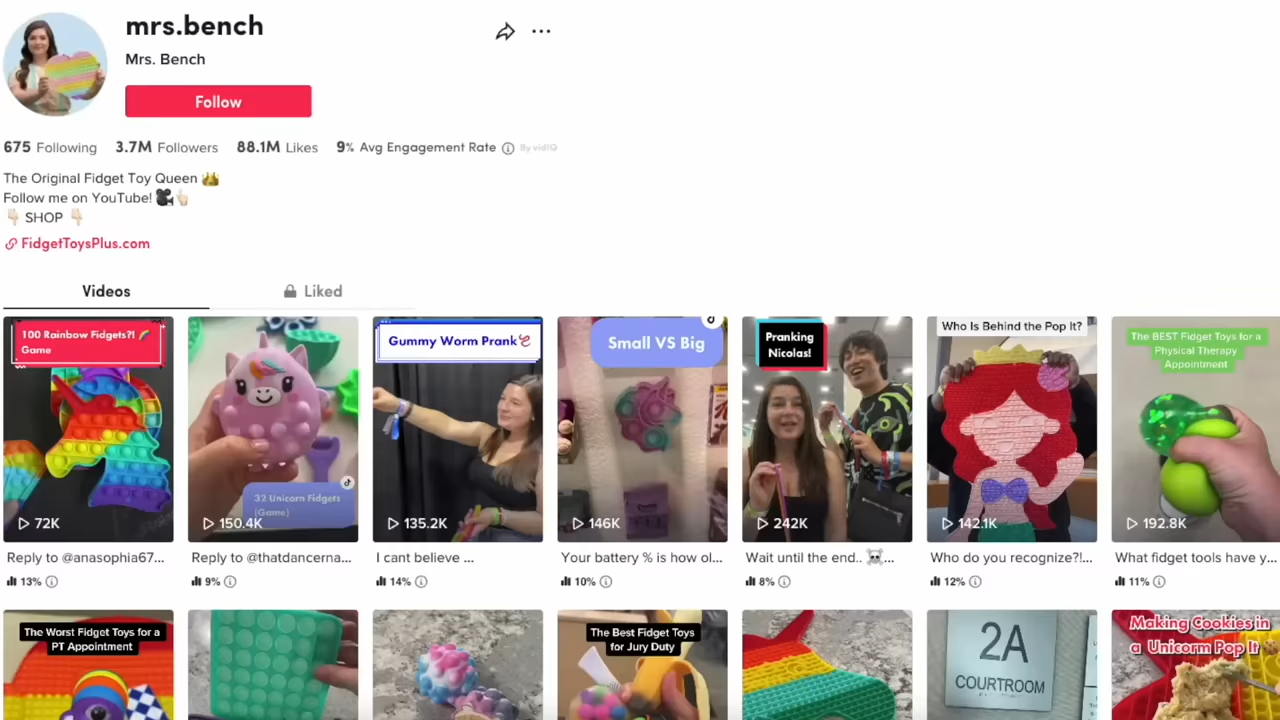 mrs.bench
Mrs. Bench
Follow
675 Following 3.7M Followers 88.1M Likes 9% Avg Engagement Rate By vidIQ
The Original Fidget Toy Queen
Follow me on YouTube!
SHOP
FidgetToysPlus.com
Videos
Liked
100 Rainbow Fidgets?!
Game
72K
Reply to @anasophia67...
13%
32 Unicorn Fidgets
(Game)
150.4K
Reply to @thatdancerna...
9%
Gummy Worm Prank
135.2K
I cant believe ...
14%
Small VS Big
146K
Your battery % is how ol...
10%
Pranking
Nicolas!
242K
Wait until the end.. ...
8%
Who Is Behind the Pop It?
142.1K
Who do you recognize?!...
12%
The BEST Fidget Toys for a
Physical Therapy
Appointment
192.8K
What fidget tools have y...
11%
The Worst Fidget Toys for a
PT Appointment
The Best Fidget Toys
for Jury Duty
2A
COURTROOM
Making Cookies in
a Unicorm Pop It